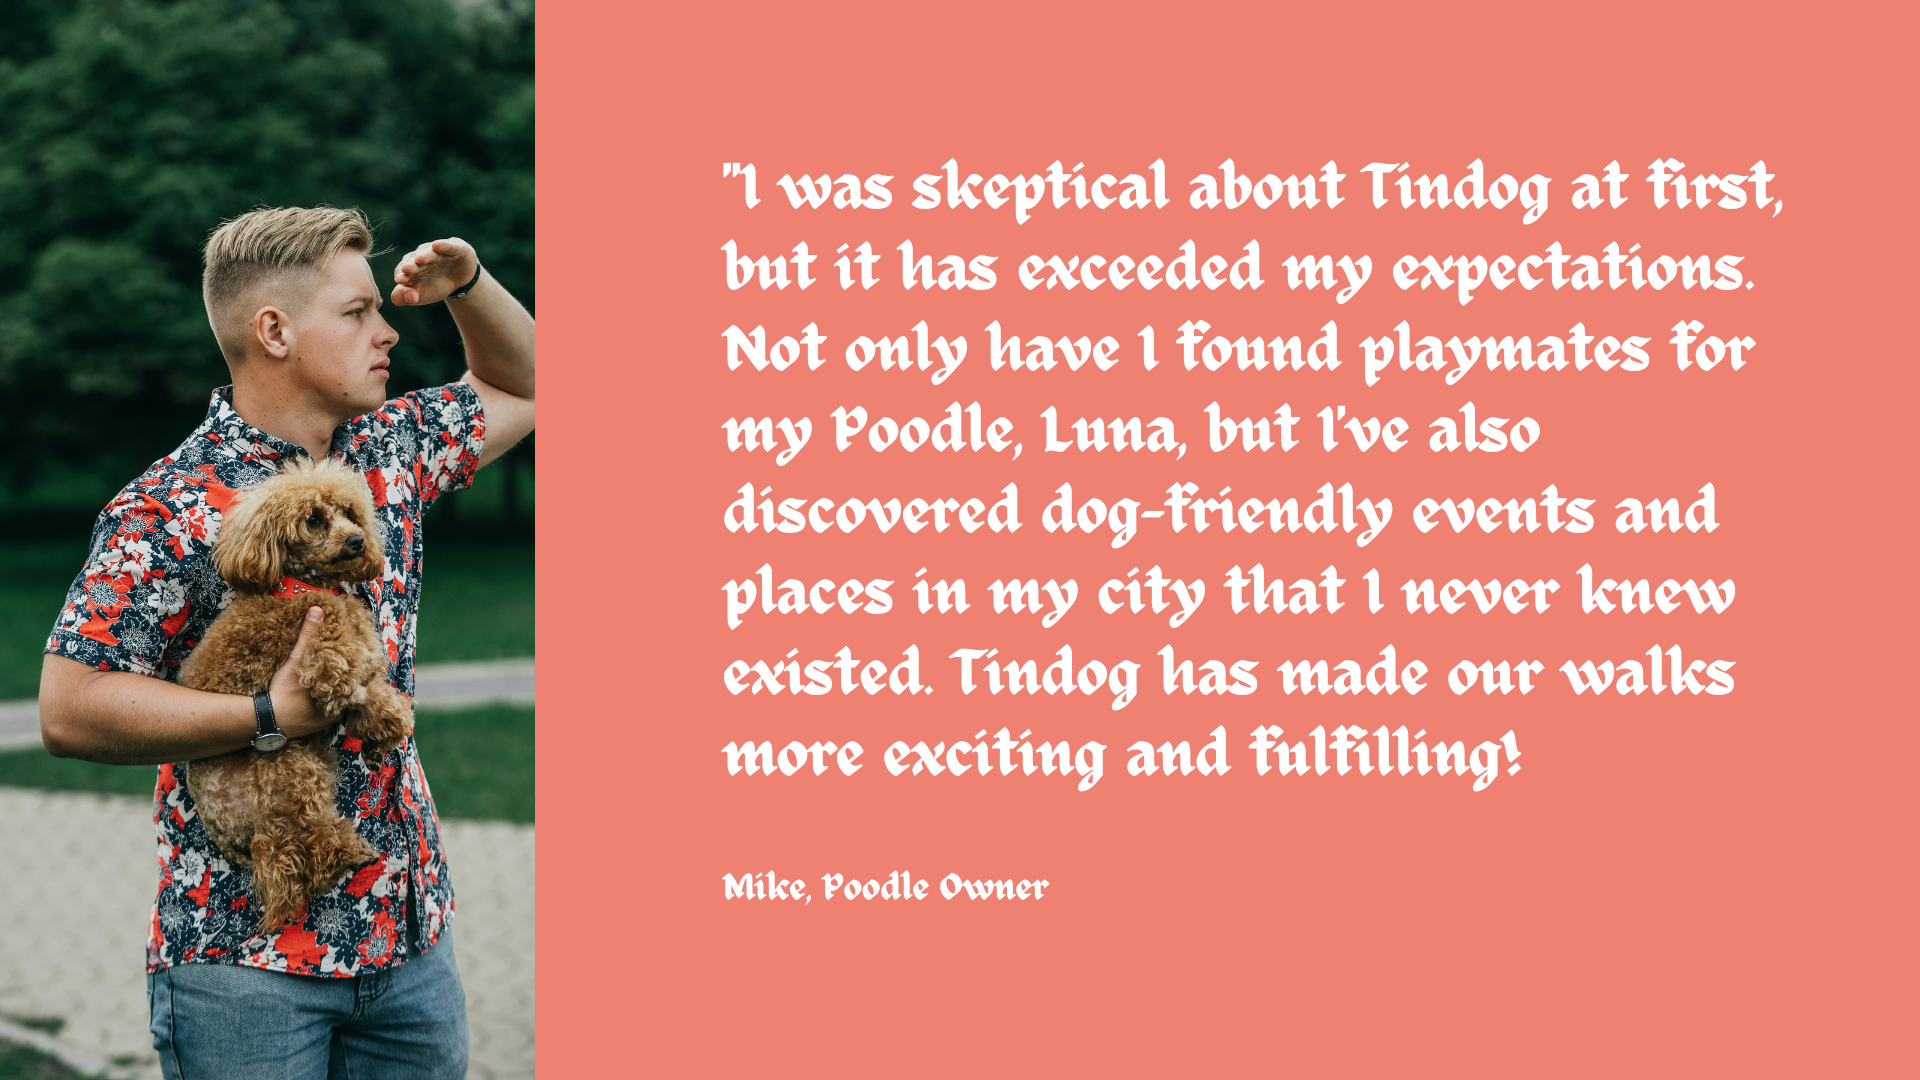 "I was skeptical about Tindog at first,
but it has exceeded my expectations.
Not only have I found playmates for
my Poodle, Luna, but I've also
discovered dog-friendly events and
places in my city that I never knew
existed. Tindog has made our walks
more exciting and fulfilling!
Mike, Poodle Owner